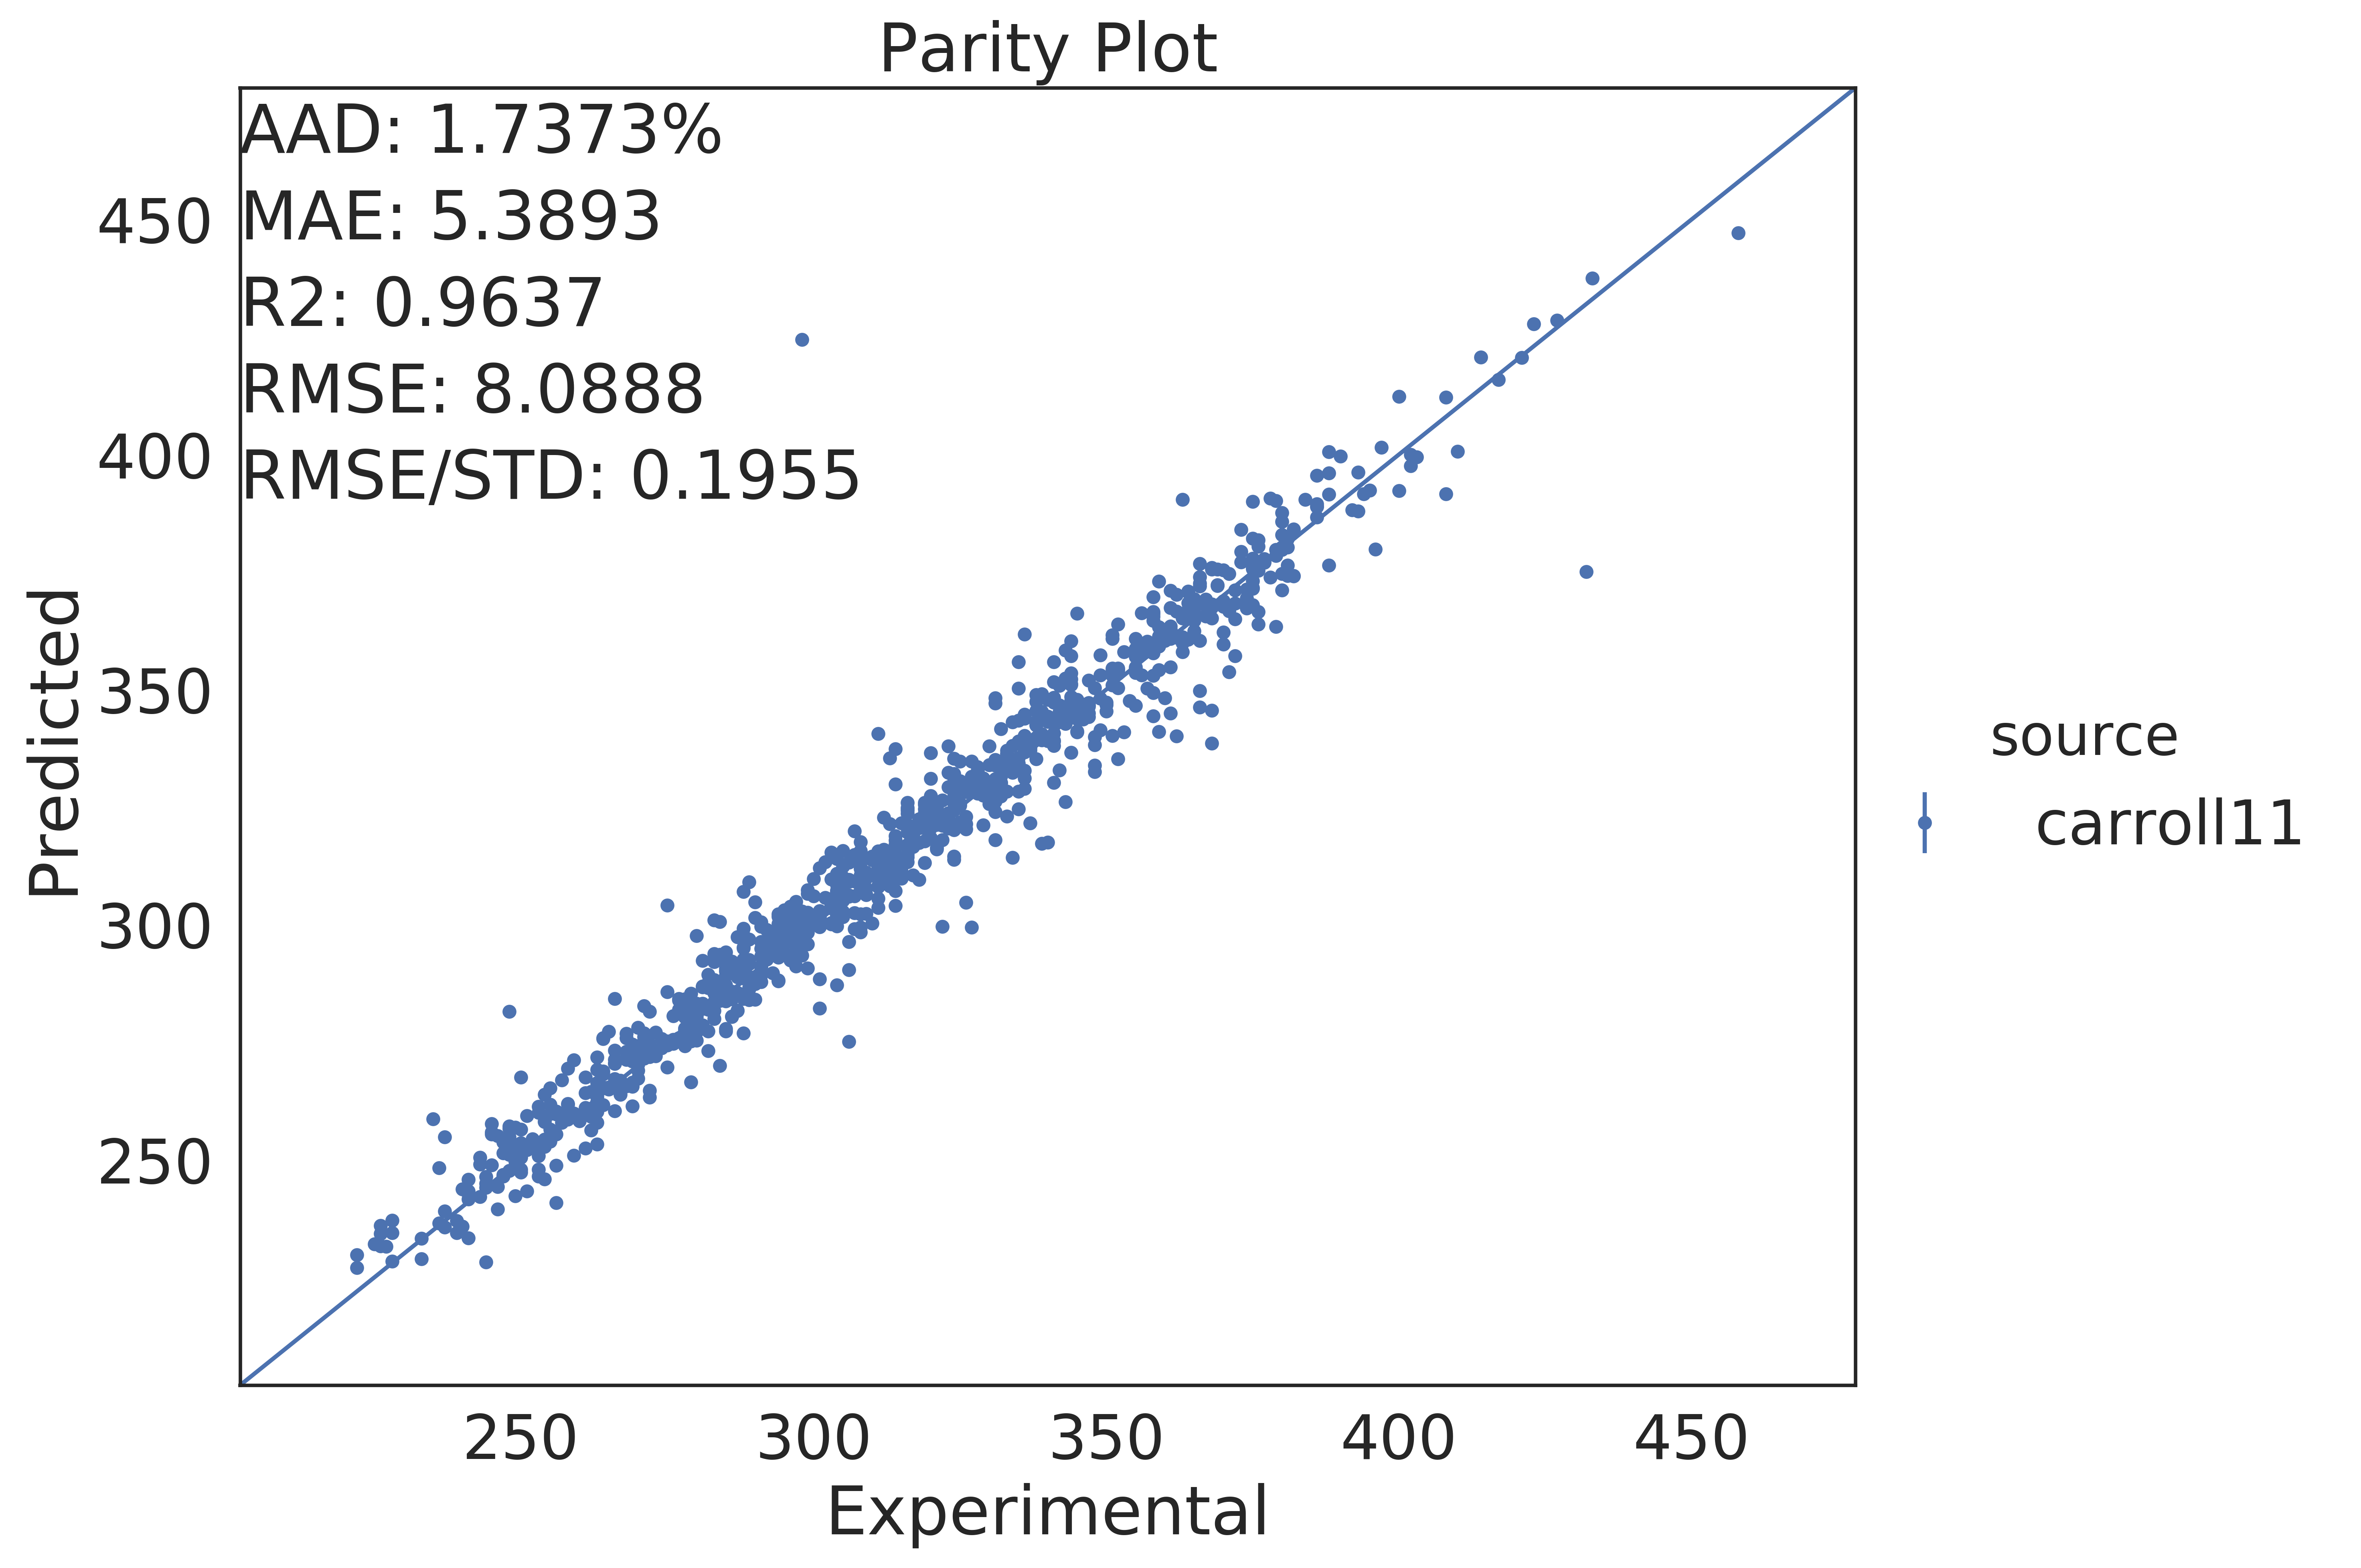 Parity Plot
AAD: 1.7373%
MAE: 5.3893
R2: 0.9637
RMSE: 8.0888
RMSE/STD: 0.1955
Predicted
450
400
350
300
250
250 300 350 400 450
Experimental
source
carroll11